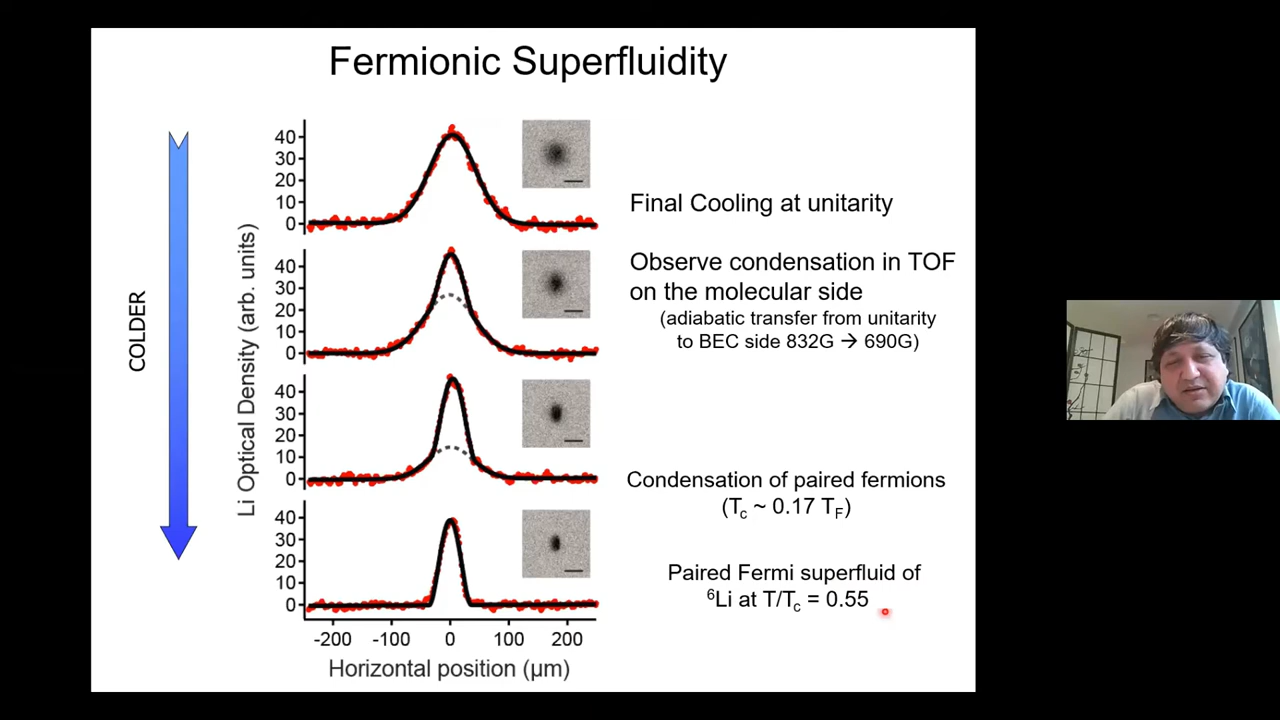 Fermionic Superfluidity
COLDER
Li Optical Density (arb. units)
40
30
20
10
0
40
30
20
10
0
40
30
20
10
0
40
30
20
10
0
-200 -100 0 100 200
Horizontal position (µm)
Final Cooling at unitarity
Observe condensation in TOF
on the molecular side
(adiabatic transfer from unitarity
to BEC side 832G → 690G)
Condensation of paired fermions
(Tc ~ 0.17 TF)
Paired Fermi superfluid of
⁶Li at T/Tc = 0.55